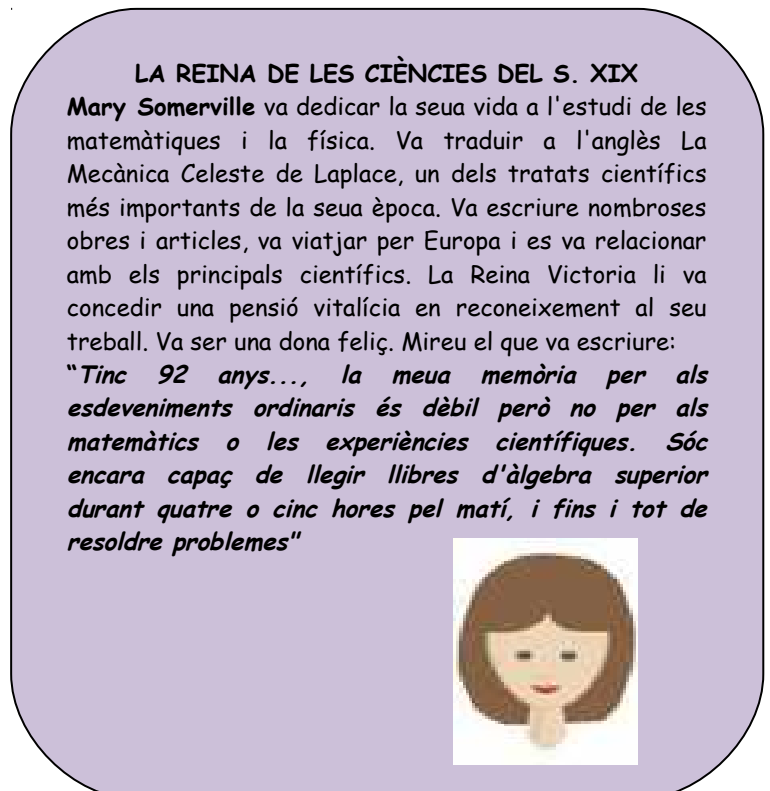 LA REINA DE LES CIÈNCIES DEL S. XIX
Mary Somerville va dedicar la seua vida a l'estudi de les
matemàtiques i la física. Va traduir a l'anglès La
Mecànica Celeste de Laplace, un dels tratats científics
més importants de la seua època. Va escriure nombroses
obres i articles, va viatjar per Europa i es va relacionar
amb els principals científics. La Reina Victoria li va
concedir una pensió vitalícia en reconeixement al seu
treball. Va ser una dona feliç. Mireu el que va escriure:
"Tinc 92 anys..., la meua memòria per als
esdeveniments ordinaris és dèbil però no per als
matemàtics o les experiències científiques. Sóc
encara capaç de llegir llibres d'àlgebra superior
durant quatre o cinc hores pel matí, i fins i tot de
resoldre problemes"